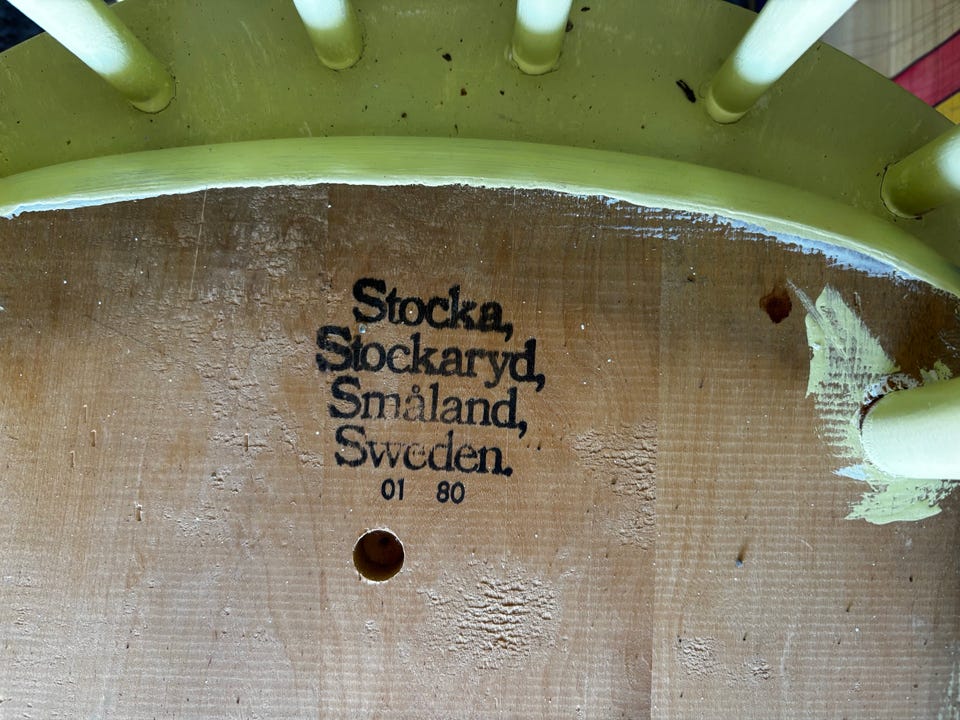 Stocka,
Stockaryd,
Småland,
Sweden.
01 80